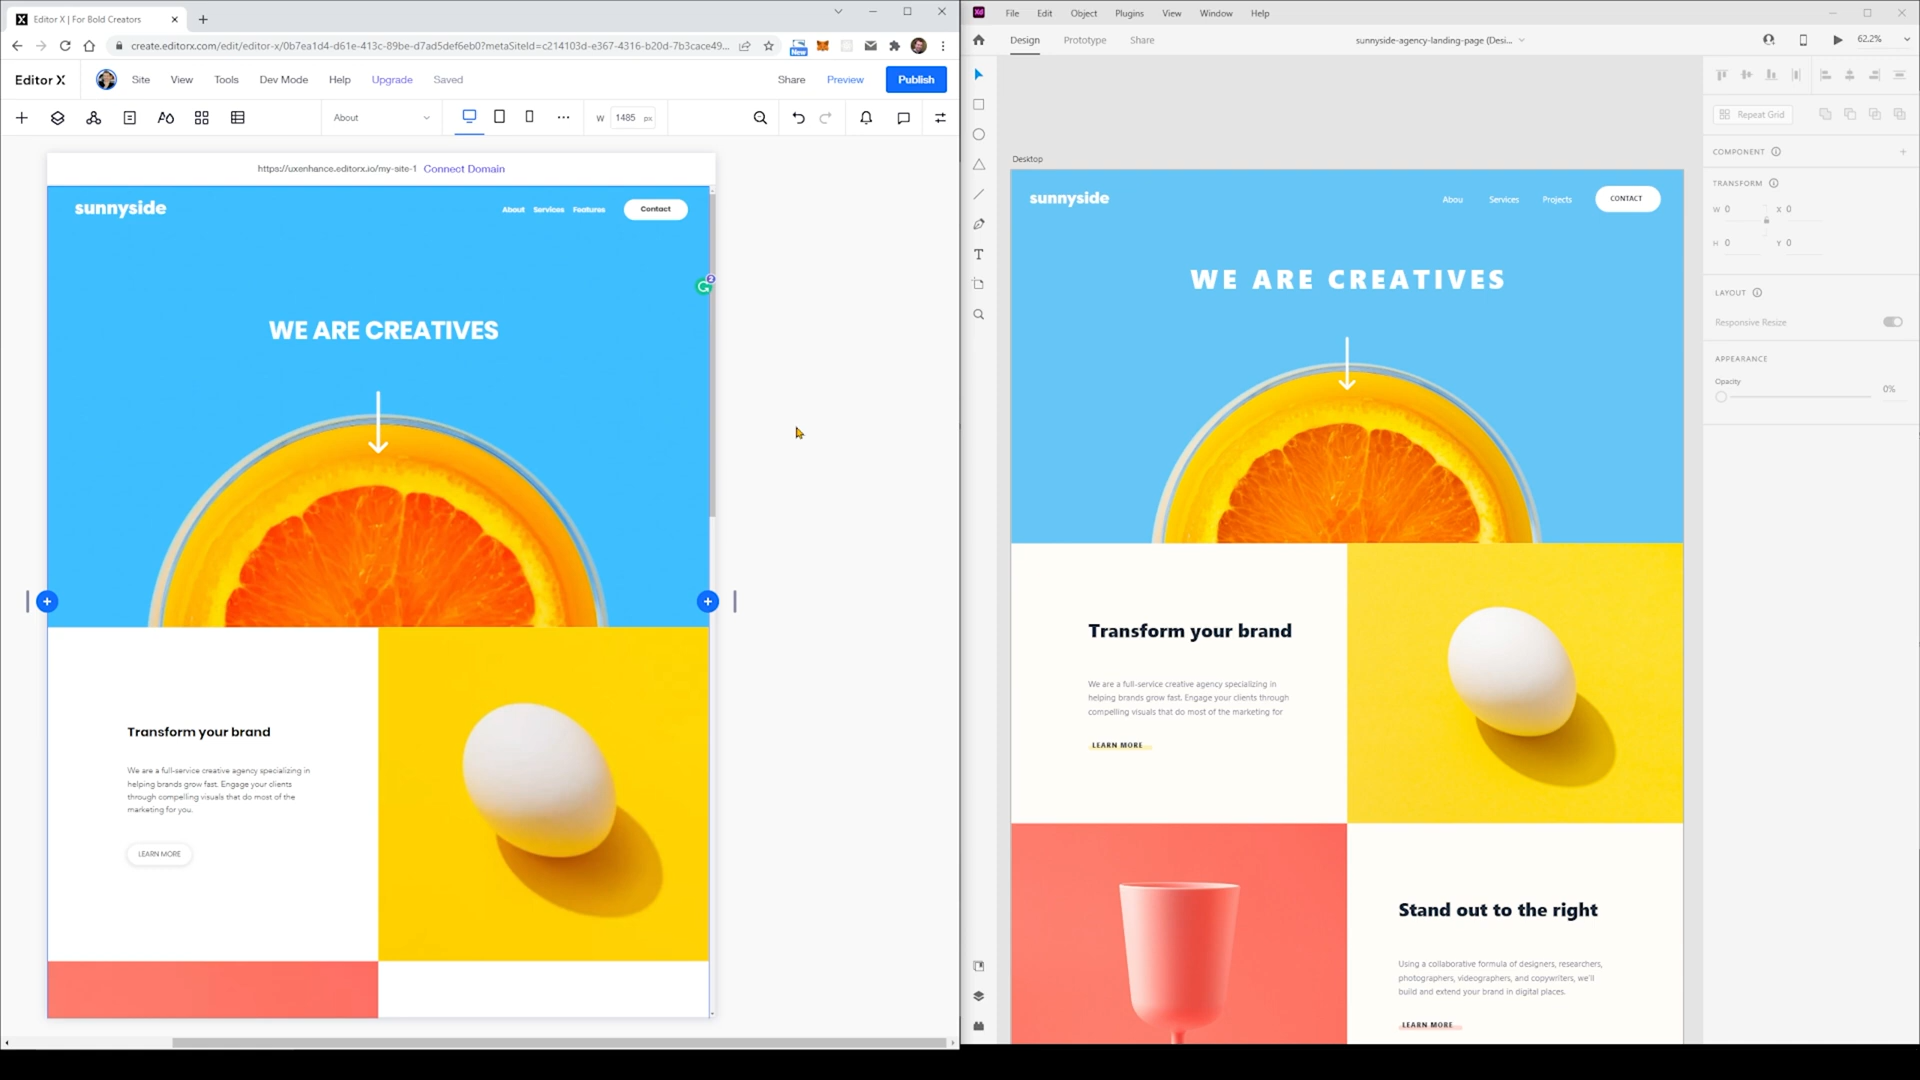 Editor X | For Bold Creators
create.editorx.com/edit/editor-x/0b7ea1d4-d61e-413c-89be-d7ad5def6eb0?metaSiteId=c214103d-e367-4316-b20d-7b3cace49...
New
Editor X
Site
View
Tools
Dev Mode
Help
Upgrade
Saved
Share
Preview
Publish
About
W 1485 px
https://uxenhance.editorx.io/my-site-1 Connect Domain
sunnyside
About Services Features Contact
WE ARE CREATIVES
Transform your brand
We are a full-service creative agency specializing in
helping brands grow fast. Engage your clients
through compelling visuals that do most of the
marketing for you.
LEARN MORE
Xd
File
Edit
Object
Plugins
View
Window
Help
Design
Prototype
Share
sunnyside-agency-landing-page (Desi...
62.2%
Desktop
sunnyside
Abou
Services
Projects
CONTACT
WE ARE CREATIVES
Transform your brand
We are a full-service creative agency specializing in
helping brands grow fast. Engage your clients through
compelling visuals that do most of the marketing for
LEARN MORE
Stand out to the right
Using a collaborative formula of designers, researchers,
photographers, videographers, and copywriters, we'll
build and extend your brand in digital places.
LEARN MORE
Repeat Grid
COMPONENT
TRANSFORM
W 0 X 0
H 0 Y 0
LAYOUT
Responsive Resize
APPEARANCE
Opacity
0%